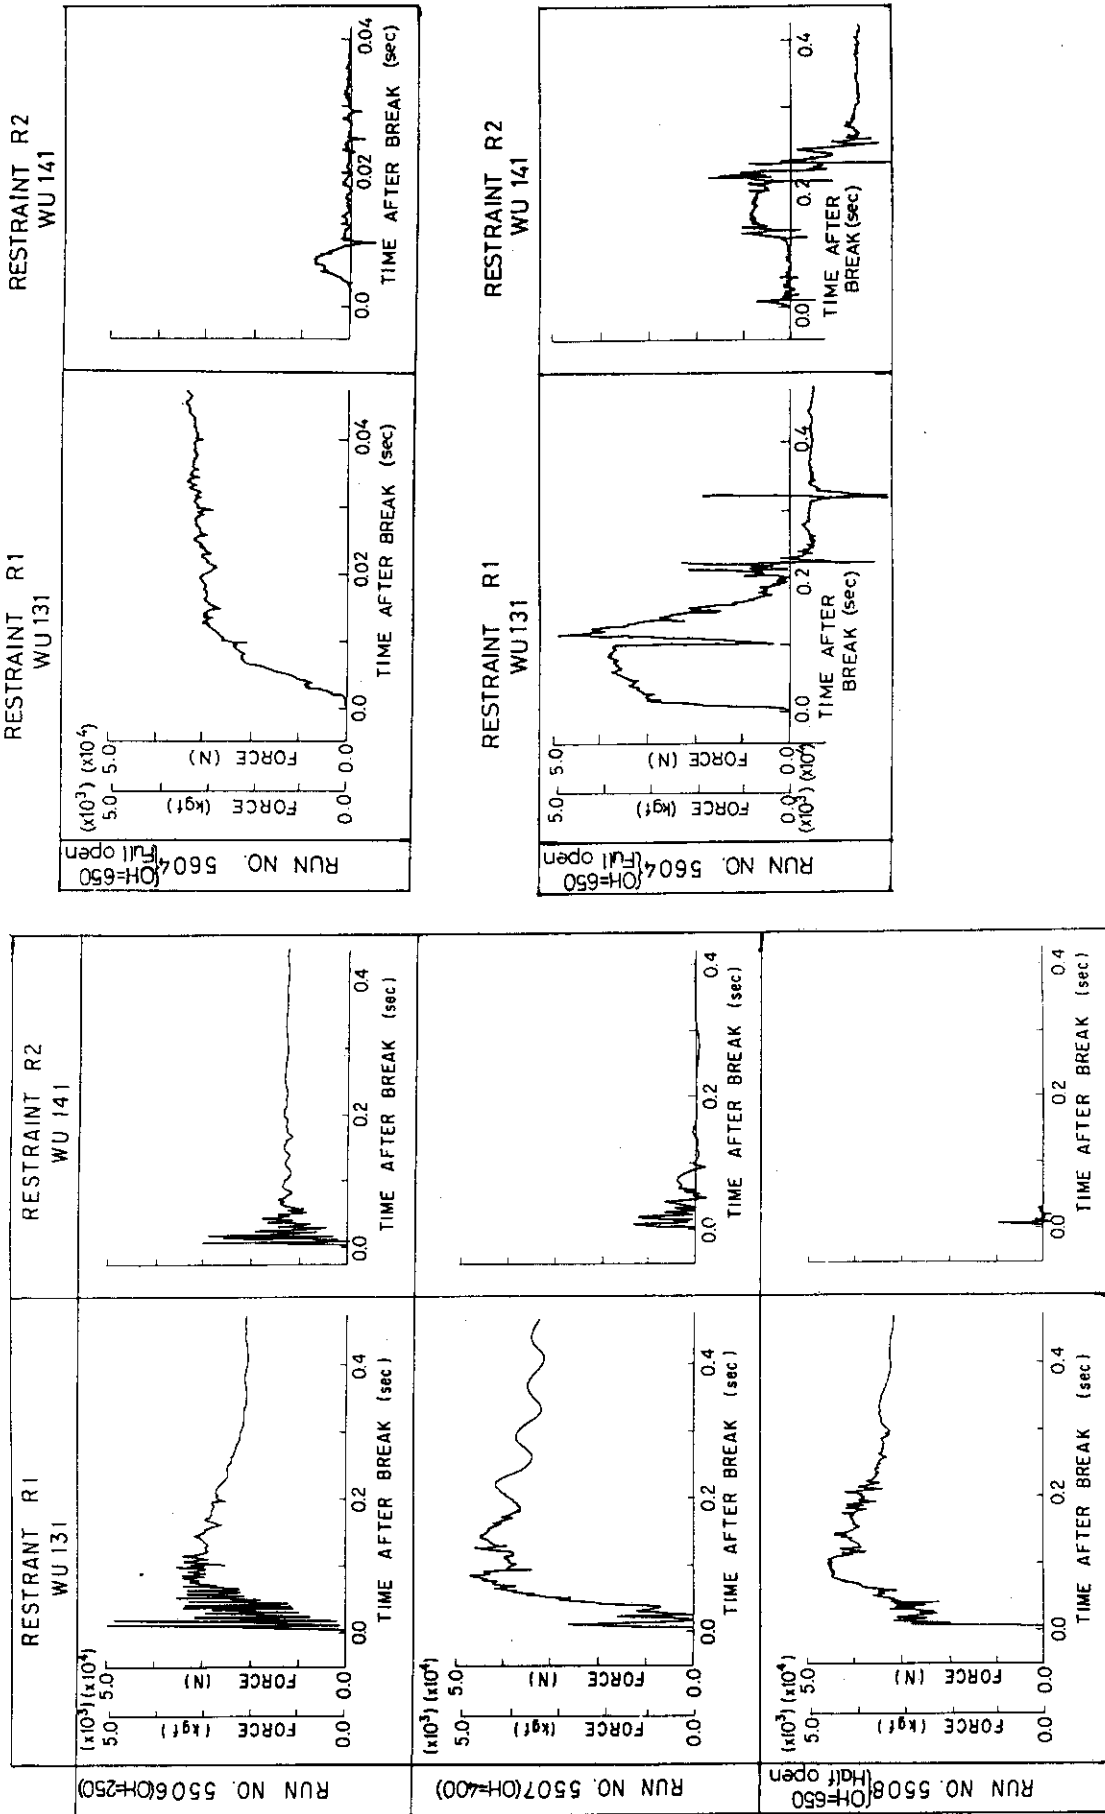 RESTRANT R1
WU 131
RESTRAINT R2
WU 141
RUN NO. 5506(OH=250)
(x10³) (x10⁴)
5.0
5.0
FORCE (kgf)
FORCE (N)
0.0
0.0
0.0 0.2 0.4
TIME AFTER BREAK (sec)
0.0 0.2 0.4
TIME AFTER BREAK (sec)
RUN NO. 5507(OH=400)
(x10³) (x10⁴)
5.0
5.0
FORCE (kgf)
FORCE (N)
0.0
0.0
0.0 0.2 0.4
TIME AFTER BREAK (sec)
0.0 0.2 0.4
TIME AFTER BREAK (sec)
RUN NO. 5508 {OH=650
Half open
(x10³) (x10⁴)
5.0
5.0
FORCE (kgf)
FORCE (N)
0.0
0.0
0.0 0.2 0.4
TIME AFTER BREAK (sec)
0.0 0.2 0.4
TIME AFTER BREAK (sec)
RESTRAINT R1
WU 131
RESTRAINT R2
WU 141
RUN NO. 5604 {OH=650
Full open
(x10³) (x10⁴)
5.0
5.0
FORCE (kgf)
FORCE (N)
0.0
0.0
0.0 0.02 0.04
TIME AFTER BREAK (sec)
0.0 0.02 0.04
TIME AFTER BREAK (sec)
RESTRAINT R1
WU 131
RESTRAINT R2
WU 141
RUN NO. 5604 {OH=650
Full open
5.0
5.0
FORCE (kgf)
FORCE (N)
0.0
0.0
(x10³) (x10⁴)
0.0 0.2 0.4
TIME AFTER
BREAK (sec)
0.0 0.2 0.4
TIME AFTER
BREAK (sec)